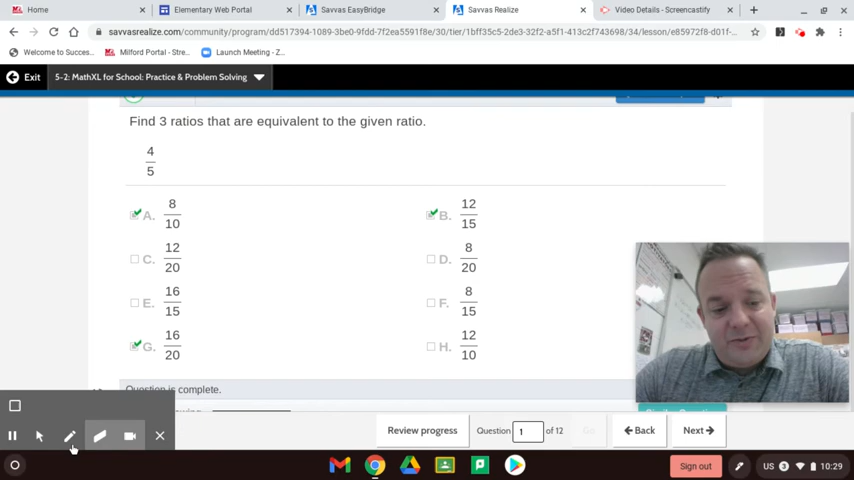 Home
Elementary Web Portal
Savvas EasyBridge
Savvas Realize
Video Details - Screencastify
savvasrealize.com/community/program/dd517394-1089-3be0-9fdd-7f2ea5591f8e/30/tier/1bff35c5-2de3-32f2-a5f1-413c2f743698/34/lesson/e85972f8-d01f-...
Welcome to Succes...
Milford Portal - Stre...
Launch Meeting - Z...
Exit
5-2: MathXL for School: Practice & Problem Solving
Find 3 ratios that are equivalent to the given ratio.
4
5
A. 8
10
B. 12
15
C. 12
20
D. 8
20
E. 16
15
F. 8
15
G. 16
20
H. 12
10
Question is complete.
Review progress
Question 1 of 12
Go
Back
Next
Sign out
US 3 10:29